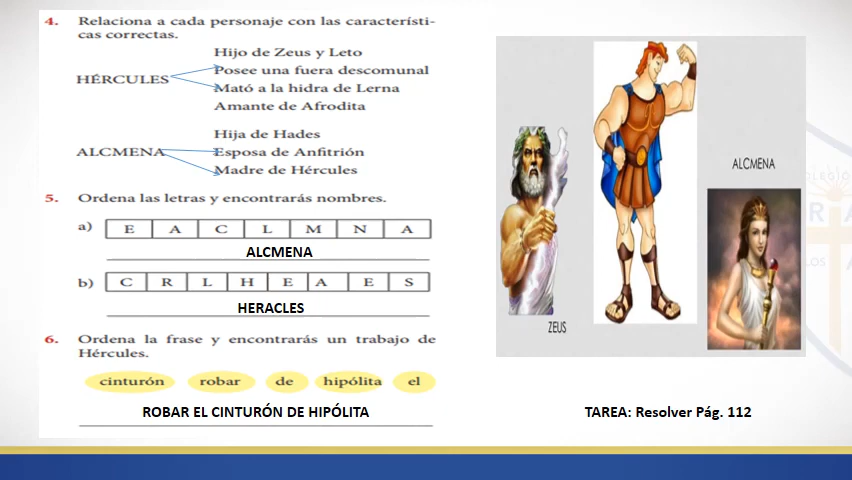 4. Relaciona a cada personaje con las característi-
cas correctas.
Hijo de Zeus y Leto
HÉRCULES
Posee una fuera descomunal
Mató a la hidra de Lerna
Amante de Afrodita
Hija de Hades
ALCMENA
Esposa de Anfitrión
Madre de Hércules
5. Ordena las letras y encontrarás nombres.
a) E A C L M N A
ALCMENA
b) C R L H E A E S
HERACLES
6. Ordena la frase y encontrarás un trabajo de
Hércules.
cinturón robar de hipólita el
ROBAR EL CINTURÓN DE HIPÓLITA
ZEUS
ALCMENA
TAREA: Resolver Pág. 112